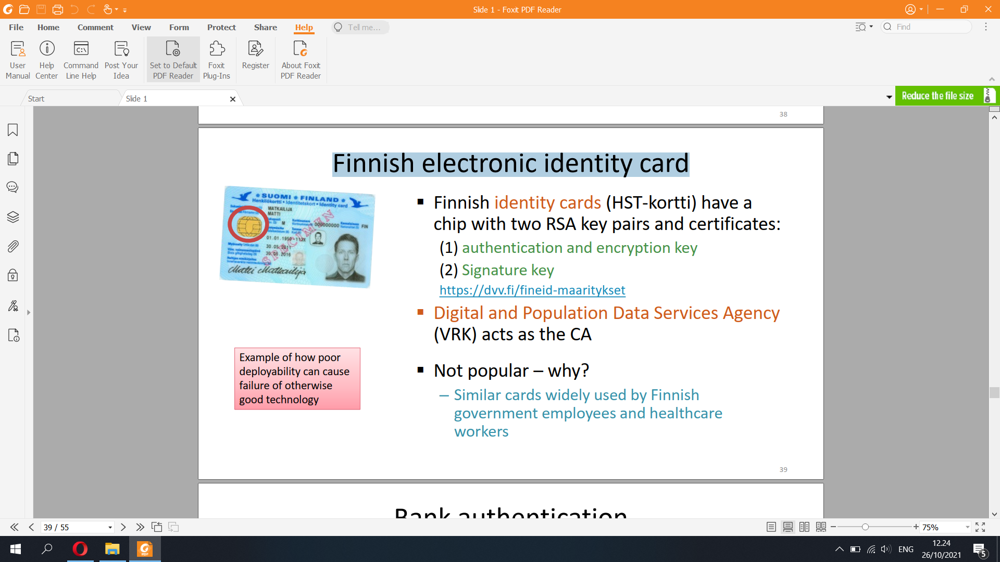 Slide 1 - Foxit PDF Reader
File Home Comment View Form Protect Share Help Tell me... Find
User Manual
Help Center
Command Line Help
Post Your Idea
Set to Default PDF Reader
Foxit Plug-Ins
Register
About Foxit PDF Reader
Start
Slide 1
Reduce the file size
38
Finnish electronic identity card
SUOMI FINLAND
Henkilökortti • Identitetskort • Identity card
MATKAILIJA
MATTI
M
000000000
FIN
01.01.1950
30.05.2011
30.05.2016
SPECIMEN
Matti Matkailija
▪ Finnish identity cards (HST-kortti) have a
chip with two RSA key pairs and certificates:
(1) authentication and encryption key
(2) Signature key
https://dvv.fi/fineid-maaritykset
▪ Digital and Population Data Services Agency
(VRK) acts as the CA
Example of how poor
deployability can cause
failure of otherwise
good technology
▪ Not popular – why?
– Similar cards widely used by Finnish
government employees and healthcare
workers
39
Bank authentication
39 / 55
75%
ENG
12.24
26/10/2021
5